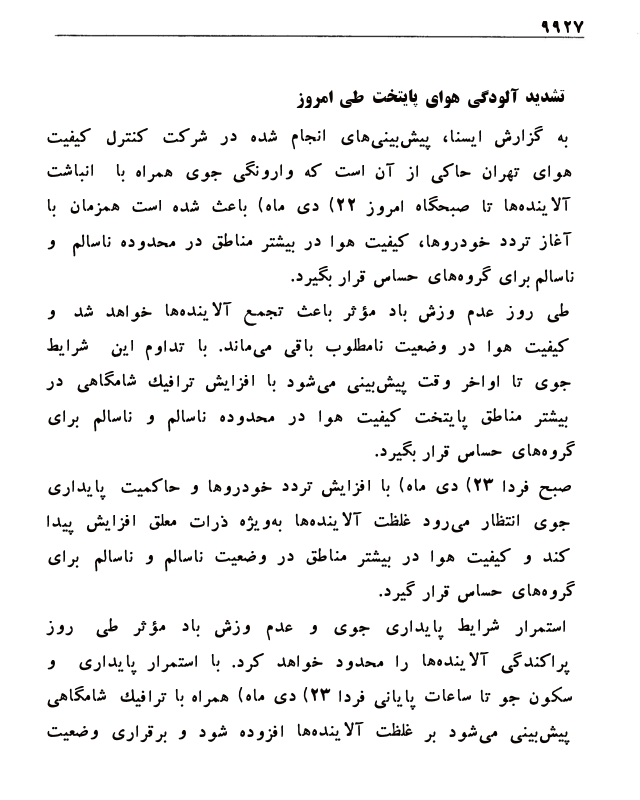 ۹۹۲۷
تشدید آلودگی هوای پایتخت طی امروز
به گزارش ایسنا، پیش‌بینی‌های انجام شده در شرکت کنترل کیفیت
هوای تهران حاکی از آن است که وارونگی جوی همراه با انباشت
آلاینده‌ها تا صبحگاه امروز ۲۲) دی ماه) باعث شده است همزمان با
آغاز تردد خودروها، کیفیت هوا در بیشتر مناطق در محدوده ناسالم و
ناسالم برای گروه‌های حساس قرار بگیرد.
طی روز عدم وزش باد مؤثر باعث تجمع آلاینده‌ها خواهد شد و
کیفیت هوا در وضعیت نامطلوب باقی می‌ماند. با تداوم این شرایط
جوی تا اواخر وقت پیش‌بینی می‌شود با افزایش ترافیك شامگاهی در
بیشتر مناطق پایتخت کیفیت هوا در محدوده ناسالم و ناسالم برای
گروه‌های حساس قرار بگیرد.
صبح فردا ۲۳) دی ماه) با افزایش تردد خودروها و حاکمیت پایداری
جوی انتظار می‌رود غلظت آلاینده‌ها به‌ویژه ذرات معلق افزایش پیدا
کند و کیفیت هوا در بیشتر مناطق در وضعیت ناسالم و ناسالم برای
گروه‌های حساس قرار گیرد.
استمرار شرایط پایداری جوی و عدم وزش باد مؤثر طی روز
پراکندگی آلاینده‌ها را محدود خواهد کرد. با استمرار پایداری و
سکون جو تا ساعات پایانی فردا ۲۳) دی ماه) همراه با ترافیك شامگاهی
پیش‌بینی می‌شود بر غلظت آلاینده‌ها افزوده شود و برقراری وضعیت